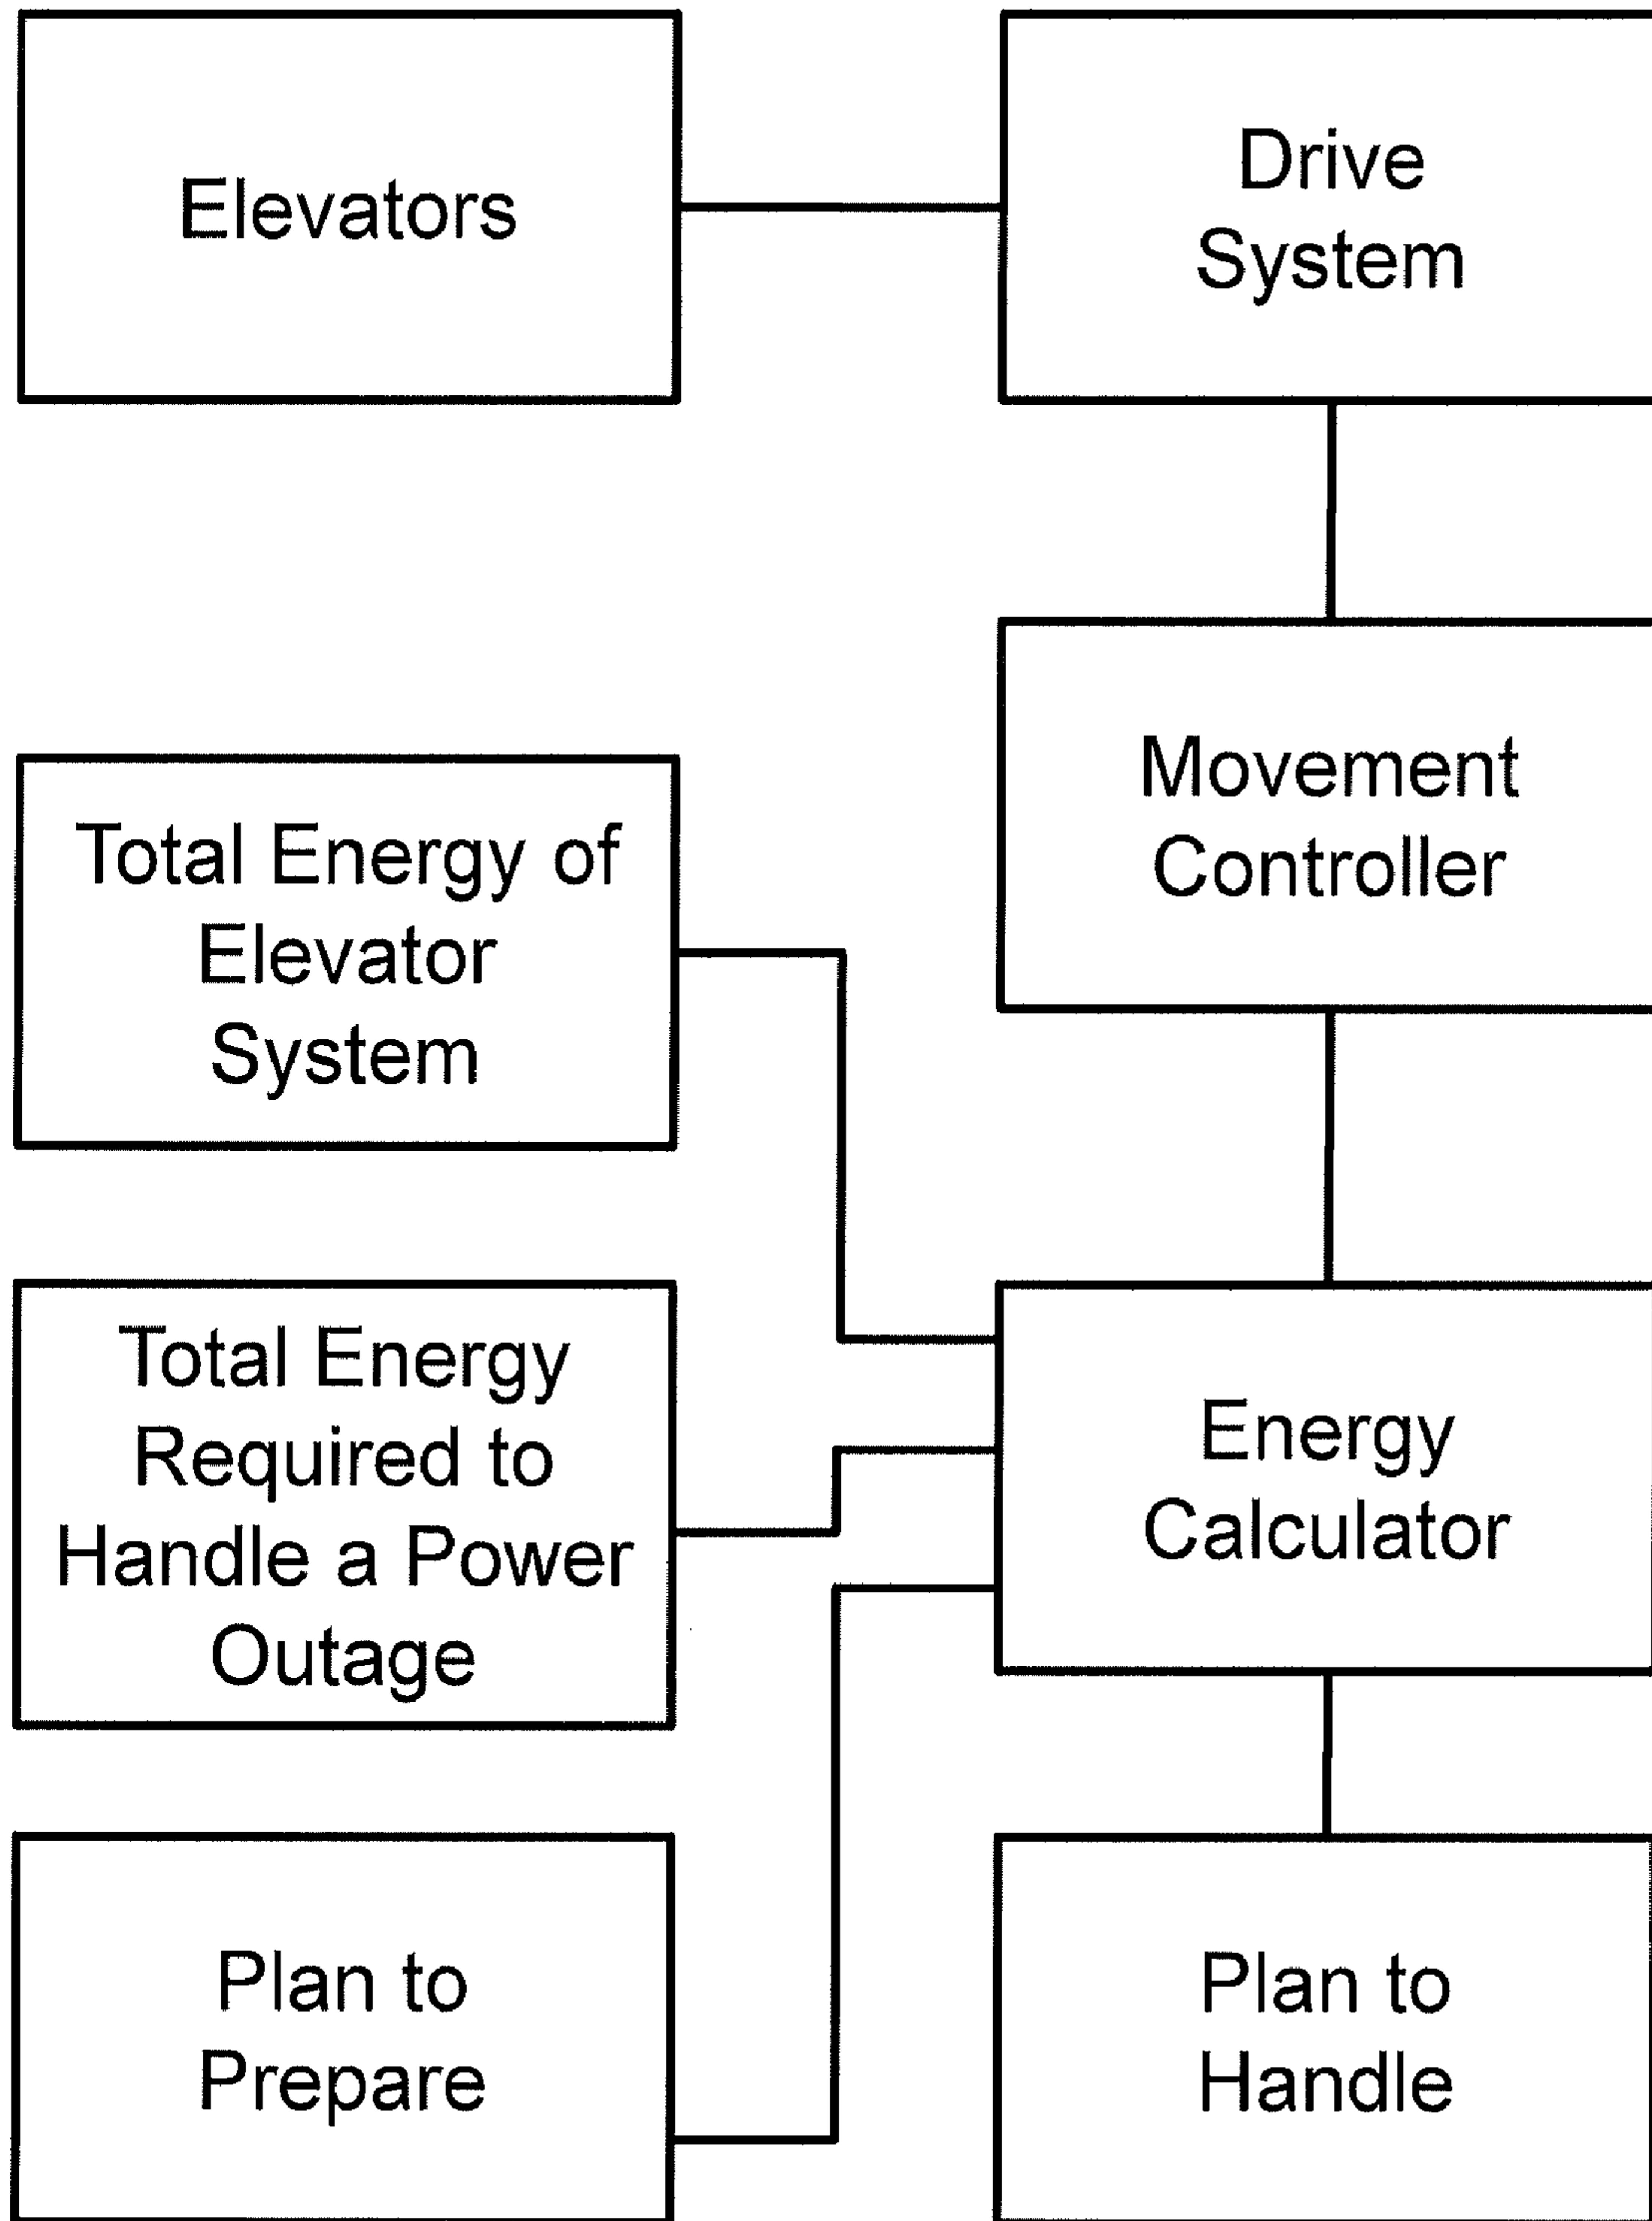 Elevators
Drive
System
Movement
Controller
Total Energy of
Elevator
System
Total Energy
Required to
Handle a Power
Outage
Energy
Calculator
Plan to
Prepare
Plan to
Handle